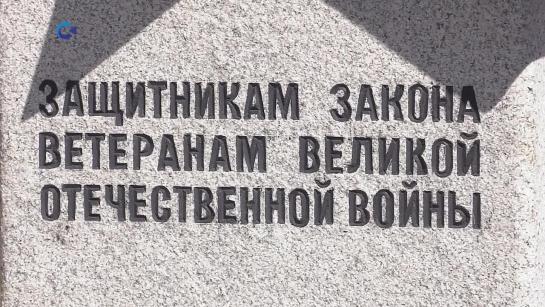 ЗАЩИТНИКАМ ЗАКОНА
ВЕТЕРАНАМ ВЕЛИКОЙ
ОТЕЧЕСТВЕННОЙ ВОЙНЫ